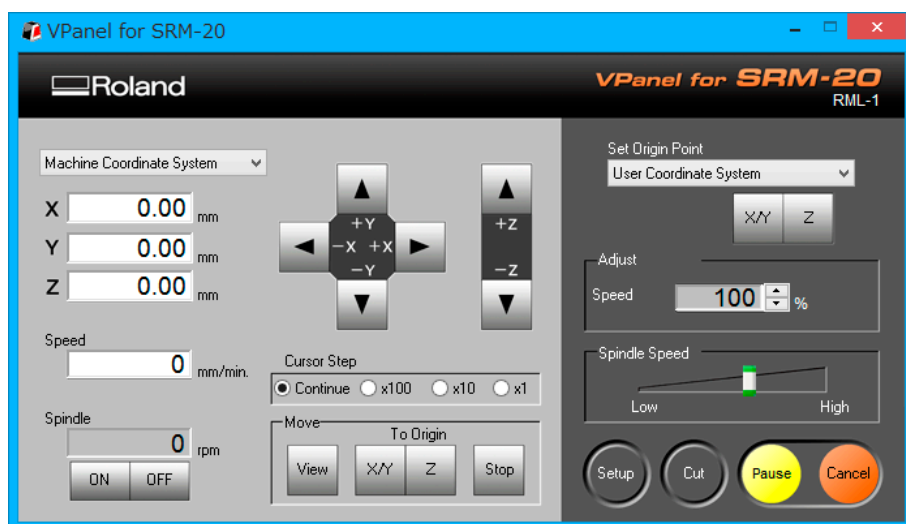 VPanel for SRM-20
Roland
VPanel for SRM-20
RML-1
Machine Coordinate System
X 0.00 mm
Y 0.00 mm
Z 0.00 mm
Speed
0 mm/min.
Spindle
0 rpm
ON OFF
+Y
-X +X
-Y
+Z
-Z
Cursor Step
Continue x100 x10 x1
Move
To Origin
View X/Y Z Stop
Set Origin Point
User Coordinate System
X/Y Z
Adjust
Speed 100 %
Spindle Speed
Low High
Setup Cut Pause Cancel